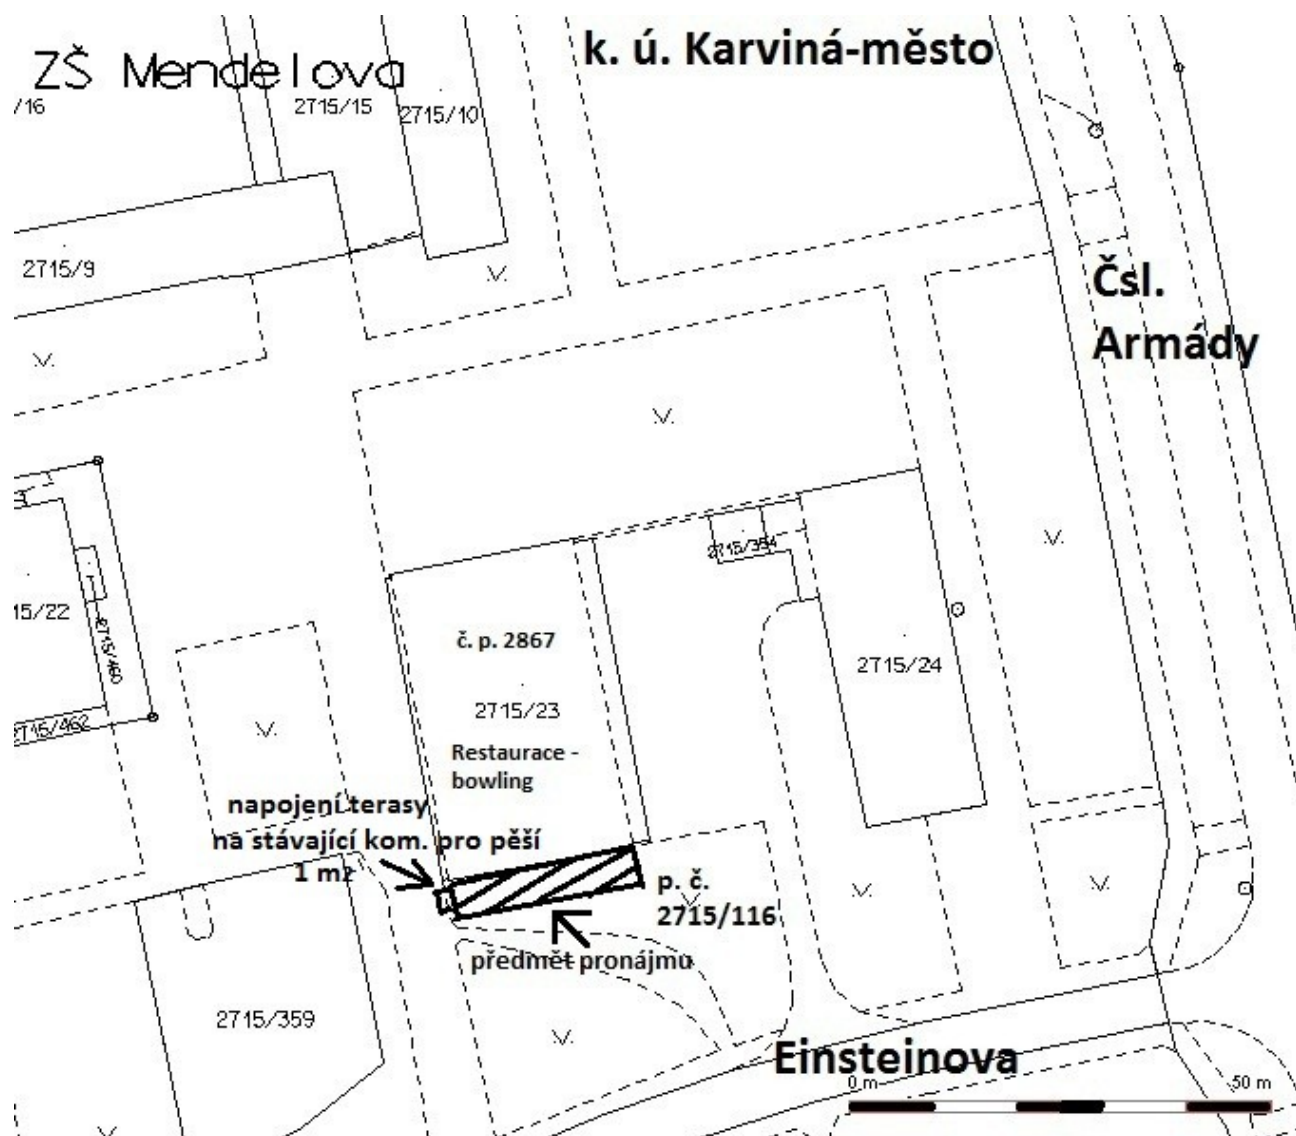 k. ú. Karviná-město
ZŠ Mendelova
/16
2715/15
2715/10
2715/9
Čsl.
Armády
2715/354
15/22
2715/460
č. p. 2867
2715/24
2715/23
2715/462
Restaurace -
bowling
napojení terasy
na stávající kom. pro pěší
1 m2
p. č.
2715/116
předmět pronájmu
2715/359
Einsteinova
0 m
50 m